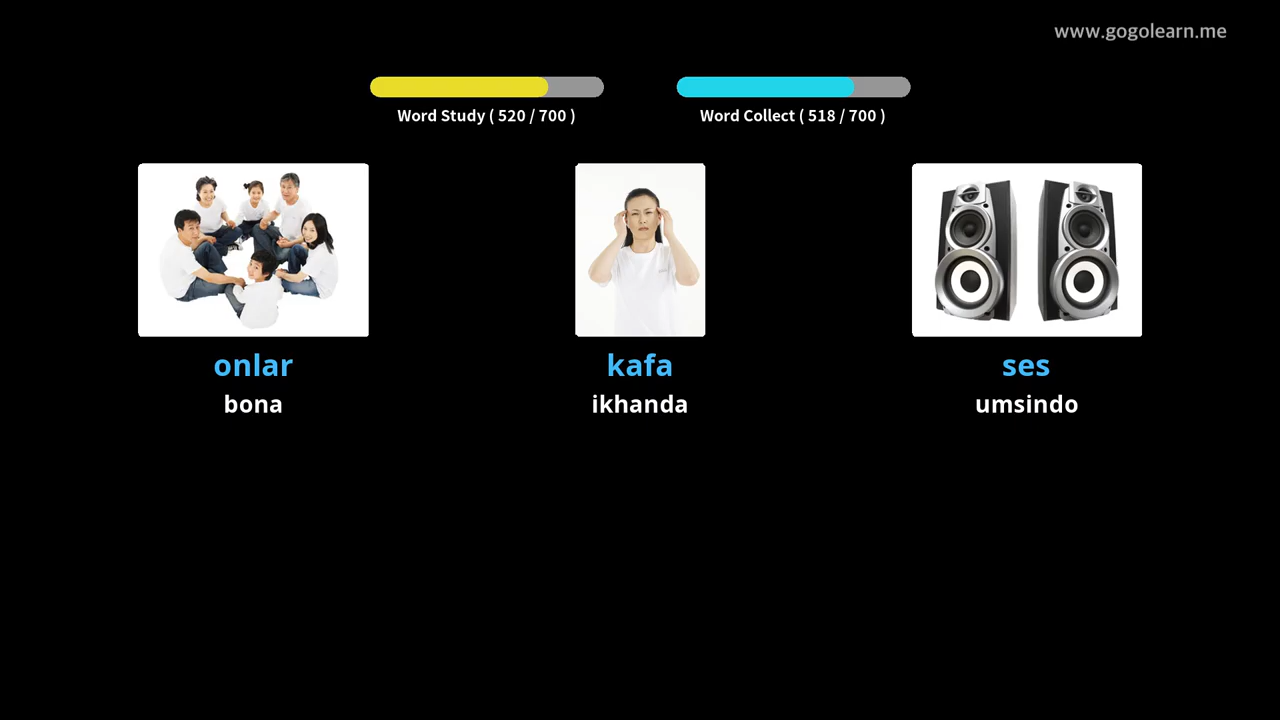 www.gogolearn.me
Word Study ( 520 / 700 )
Word Collect ( 518 / 700 )
onlar
bona
kafa
ikhanda
ses
umsindo